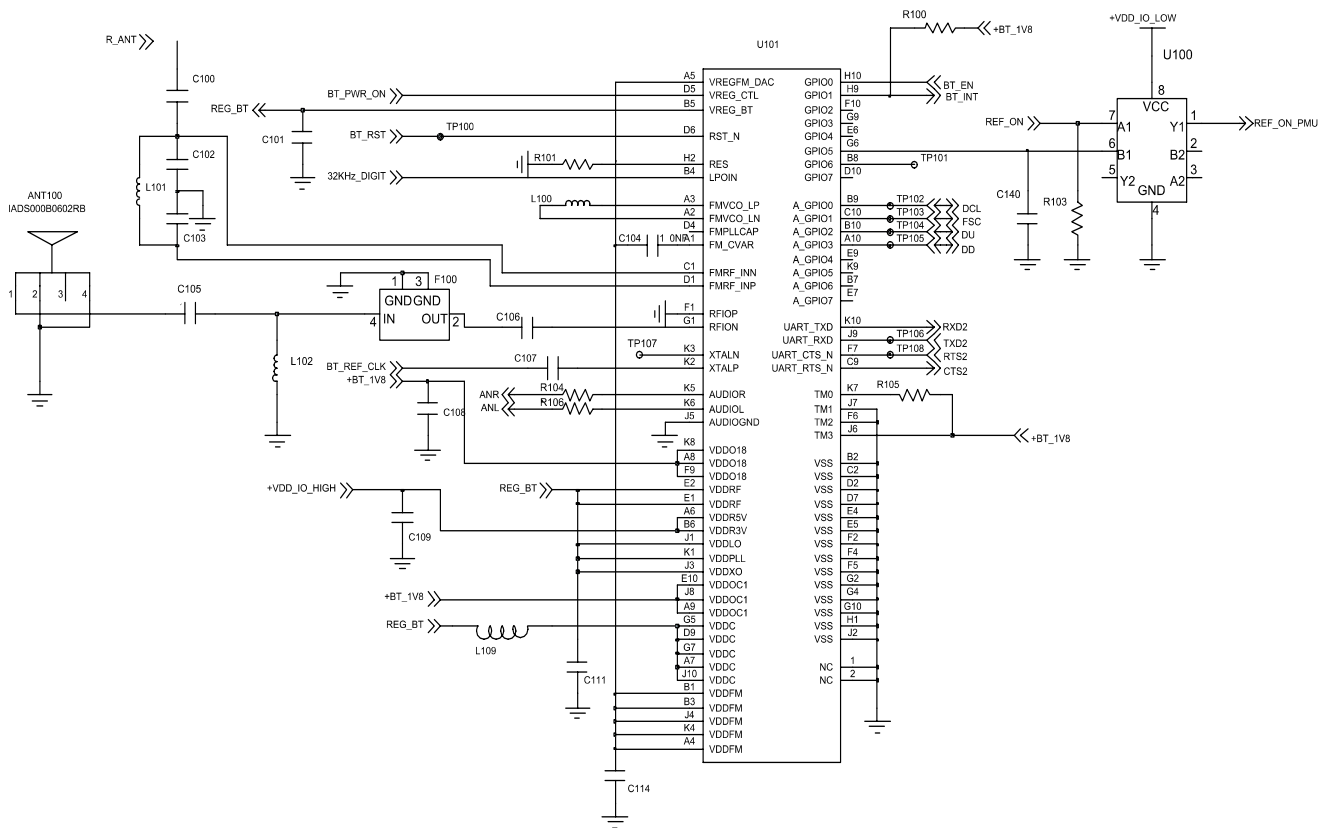 R_ANT
C100
REG_BT
C101
C102
L101
C103
ANT100
IADS000B0602RB
1 2 3 4
C105
L102
1 3
F100
GND GND
4 IN OUT 2
C106
BT_PWR_ON
BT_RST TP100
R101
32KHz_DIGIT
L100
C104 1 0NF
TP107
BT_REF_CLK C107
+BT_1V8
C108
ANR R104
ANL R106
+VDD_IO_HIGH
C109
REG_BT
+BT_1V8
REG_BT
L109
C111
C114
U101
A5 VREGFM_DAC
D5 VREG_CTL
B5 VREG_BT
D6 RST_N
H2 RES
B4 LPOIN
A3 FMVCO_LP
A2 FMVCO_LN
D4 FMPLLCAP
A1 FM_CVAR
C1 FMRF_INN
D1 FMRF_INP
F1 RFIOP
G1 RFION
K3 XTALN
K2 XTALP
K5 AUDIOR
K6 AUDIOL
J5 AUDIOGND
K8 VDDO18
A8 VDDO18
F9 VDDO18
E2 VDDRF
E1 VDDRF
A6 VDDR5V
B6 VDDR3V
J1 VDDLO
K1 VDDPLL
J3 VDDXO
E10 VDDOC1
J8 VDDOC1
A9 VDDOC1
G5 VDDC
D9 VDDC
G7 VDDC
A7 VDDC
J10 VDDC
B1 VDDFM
B3 VDDFM
J4 VDDFM
K4 VDDFM
A4 VDDFM
GPIO0 H10
GPIO1 H9
GPIO2 F10
GPIO3 G9
GPIO4 E6
GPIO5 G6
GPIO6 B8
GPIO7 D10
A_GPIO0 B9
A_GPIO1 C10
A_GPIO2 B10
A_GPIO3 A10
A_GPIO4 E9
A_GPIO5 K9
A_GPIO6 B7
A_GPIO7 E7
UART_TXD K10
UART_RXD J9
UART_CTS_N F7
UART_RTS_N C9
TM0 K7
TM1 J7
TM2 F6
TM3 J6
VSS B2
VSS C2
VSS D2
VSS D7
VSS E4
VSS E5
VSS F2
VSS F4
VSS F5
VSS G2
VSS G4
VSS G10
VSS H1
VSS J2
NC 1
NC 2
R100
+BT_1V8
BT_EN
BT_INT
TP101
TP102 DCL
TP103 FSC
TP104 DU
TP105 DD
RXD2
TP106 TXD2
TP108 RTS2
CTS2
R105
+BT_1V8
+VDD_IO_LOW
U100
8
VCC
REF_ON 7 A1 Y1 1 REF_ON_PMU
6 B1 B2 2
5 Y2 A2 3
GND
4
C140
R103